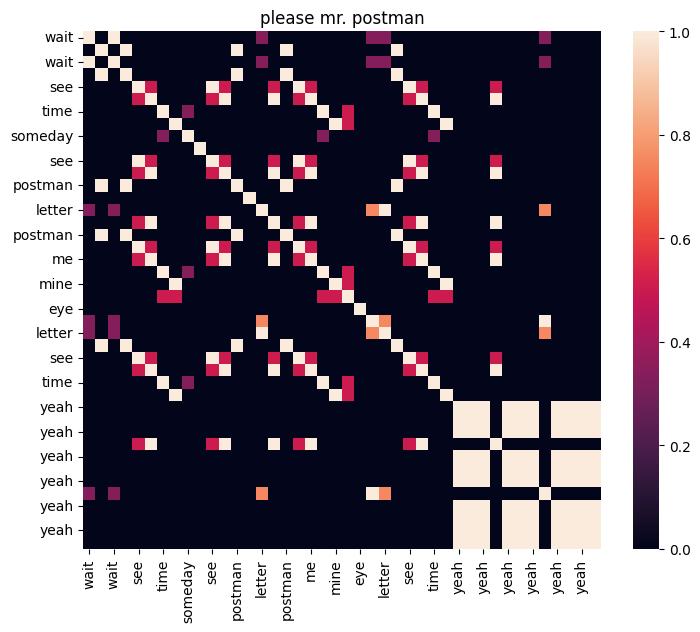 please mr. postman
wait
wait
see
time
someday
see
postman
letter
postman
me
mine
eye
letter
see
time
yeah
yeah
yeah
yeah
yeah
yeah
wait
wait
see
time
someday
see
postman
letter
postman
me
mine
eye
letter
see
time
yeah
yeah
yeah
yeah
yeah
yeah
1.0
0.8
0.6
0.4
0.2
0.0